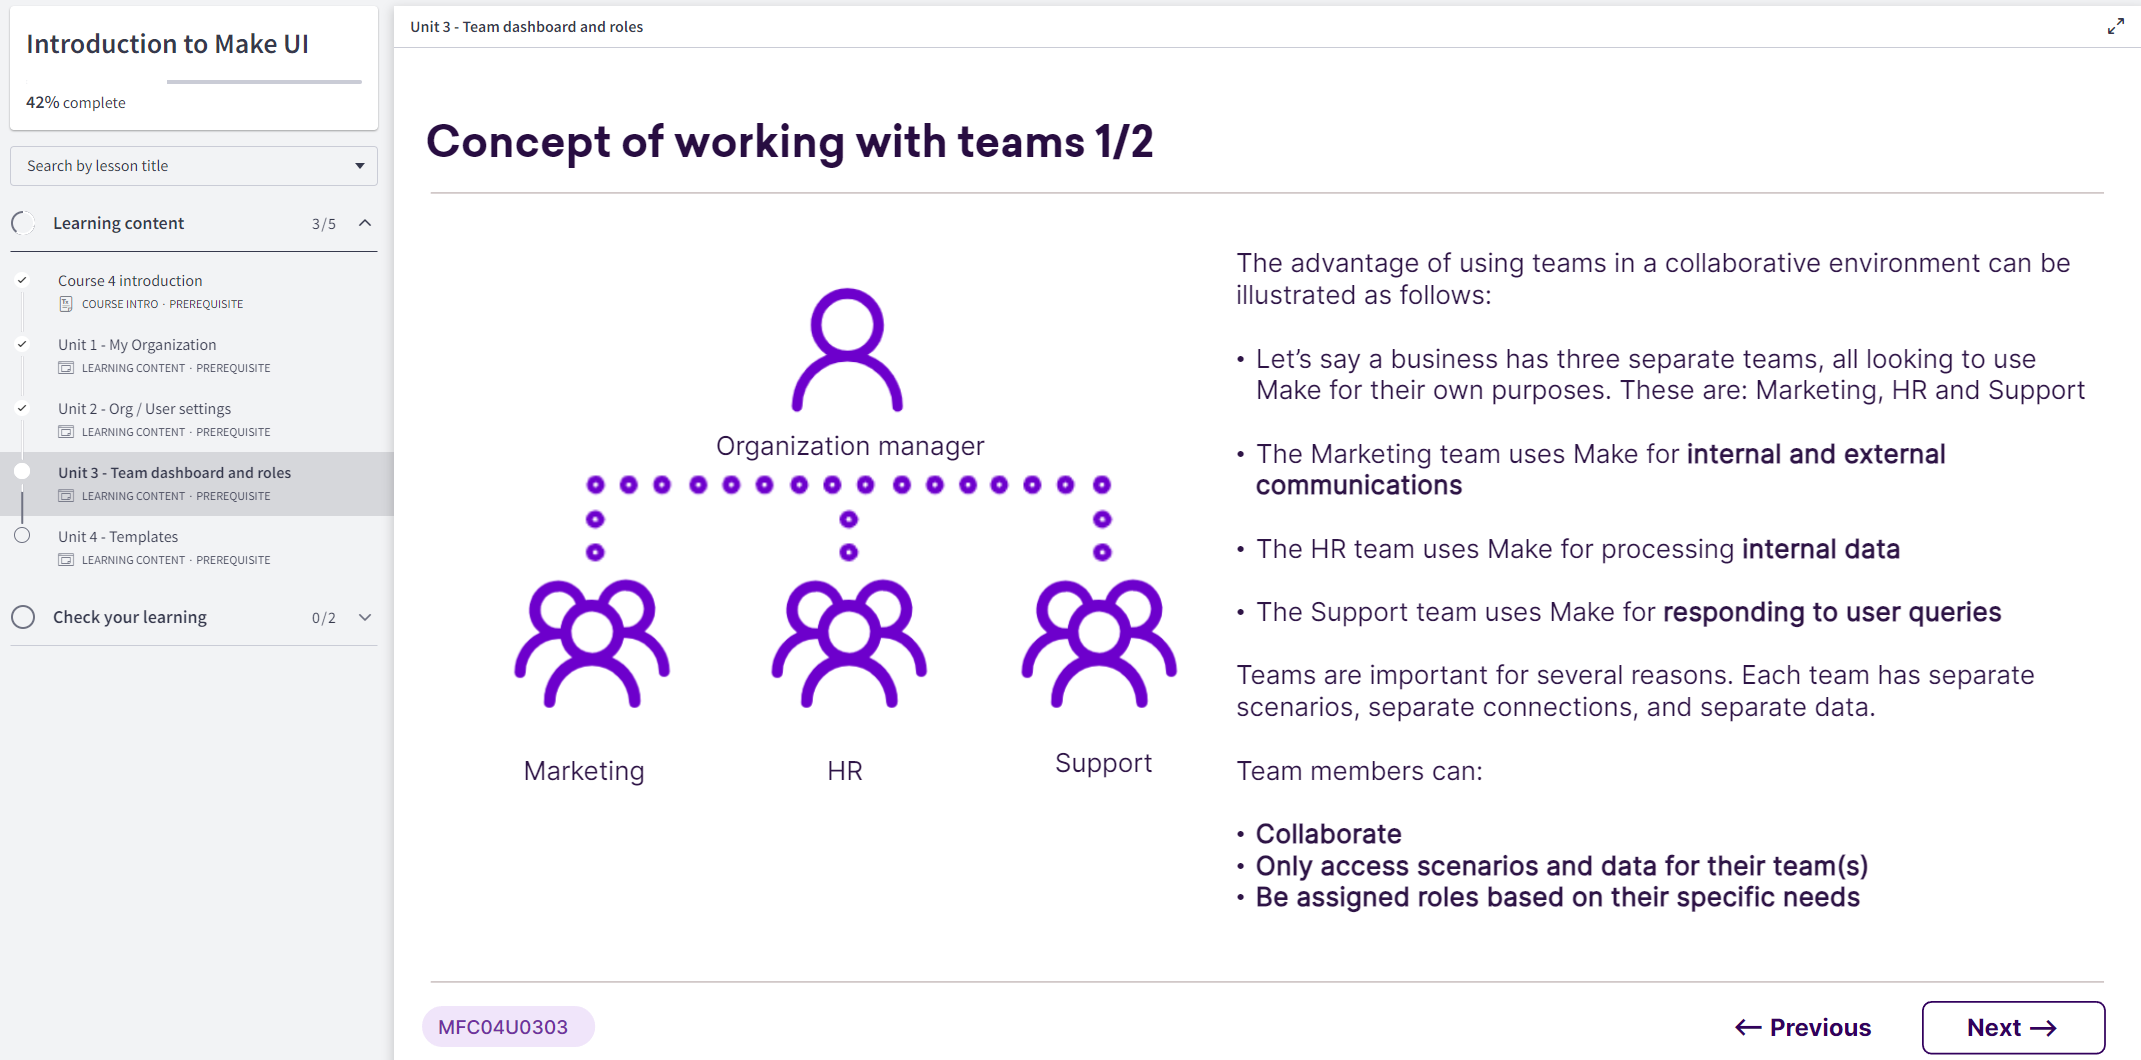 Introduction to Make UI
42% complete
Search by lesson title
Learning content 3/5
Course 4 introduction
COURSE INTRO · PREREQUISITE
Unit 1 - My Organization
LEARNING CONTENT · PREREQUISITE
Unit 2 - Org / User settings
LEARNING CONTENT · PREREQUISITE
Unit 3 - Team dashboard and roles
LEARNING CONTENT · PREREQUISITE
Unit 4 - Templates
LEARNING CONTENT · PREREQUISITE
Check your learning 0/2
Unit 3 - Team dashboard and roles
Concept of working with teams 1/2
Organization manager
Marketing
HR
Support
The advantage of using teams in a collaborative environment can be
illustrated as follows:
• Let’s say a business has three separate teams, all looking to use
Make for their own purposes. These are: Marketing, HR and Support
• The Marketing team uses Make for internal and external
communications
• The HR team uses Make for processing internal data
• The Support team uses Make for responding to user queries
Teams are important for several reasons. Each team has separate
scenarios, separate connections, and separate data.
Team members can:
• Collaborate
• Only access scenarios and data for their team(s)
• Be assigned roles based on their specific needs
MFC04U0303
← Previous
Next →